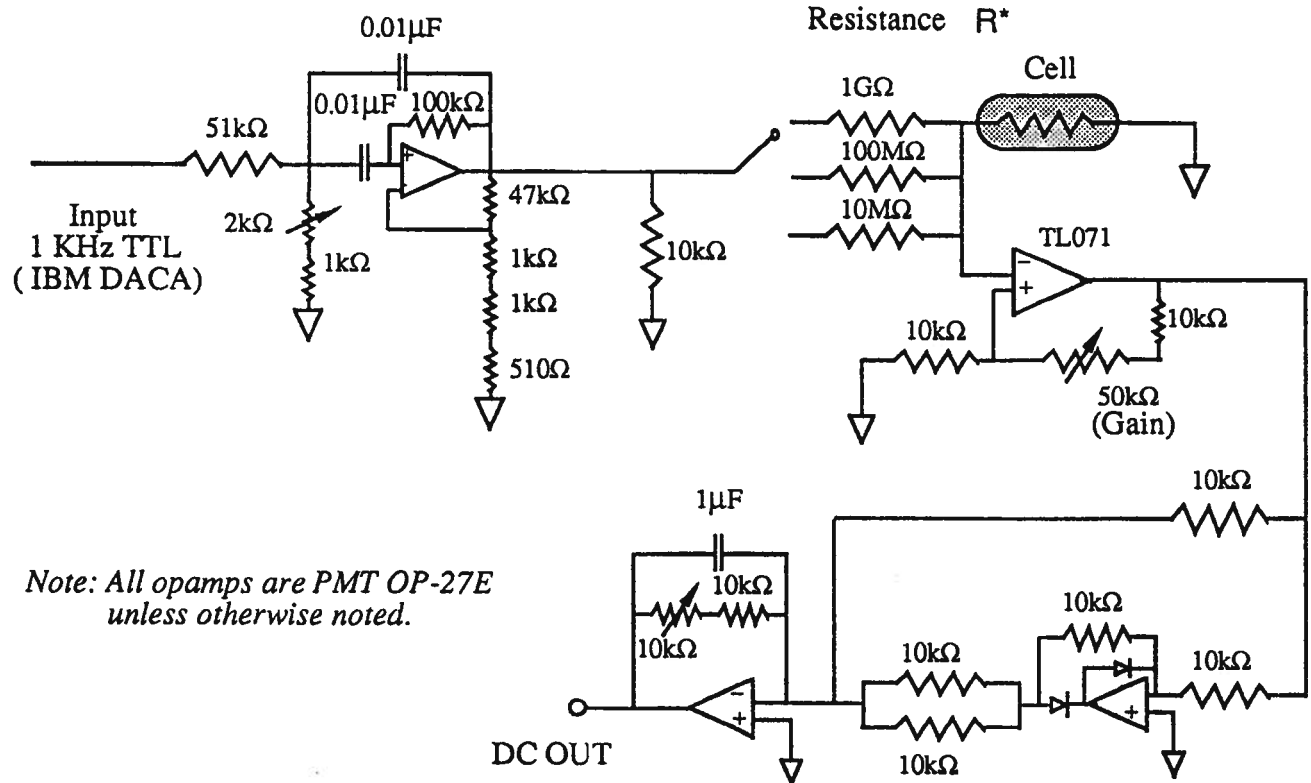 Resistance R*
0.01µF
Cell
0.01µF
100kΩ
1GΩ
51kΩ
+
-
100MΩ
47kΩ
Input
1 KHz TTL
( IBM DACA)
2kΩ
10MΩ
TL071
1kΩ
1kΩ
10kΩ
-
+
1kΩ
10kΩ
10kΩ
510Ω
50kΩ
(Gain)
10kΩ
1µF
Note: All opamps are PMT OP-27E
unless otherwise noted.
10kΩ
10kΩ
10kΩ
10kΩ
10kΩ
-
+
-
+
DC OUT
10kΩ